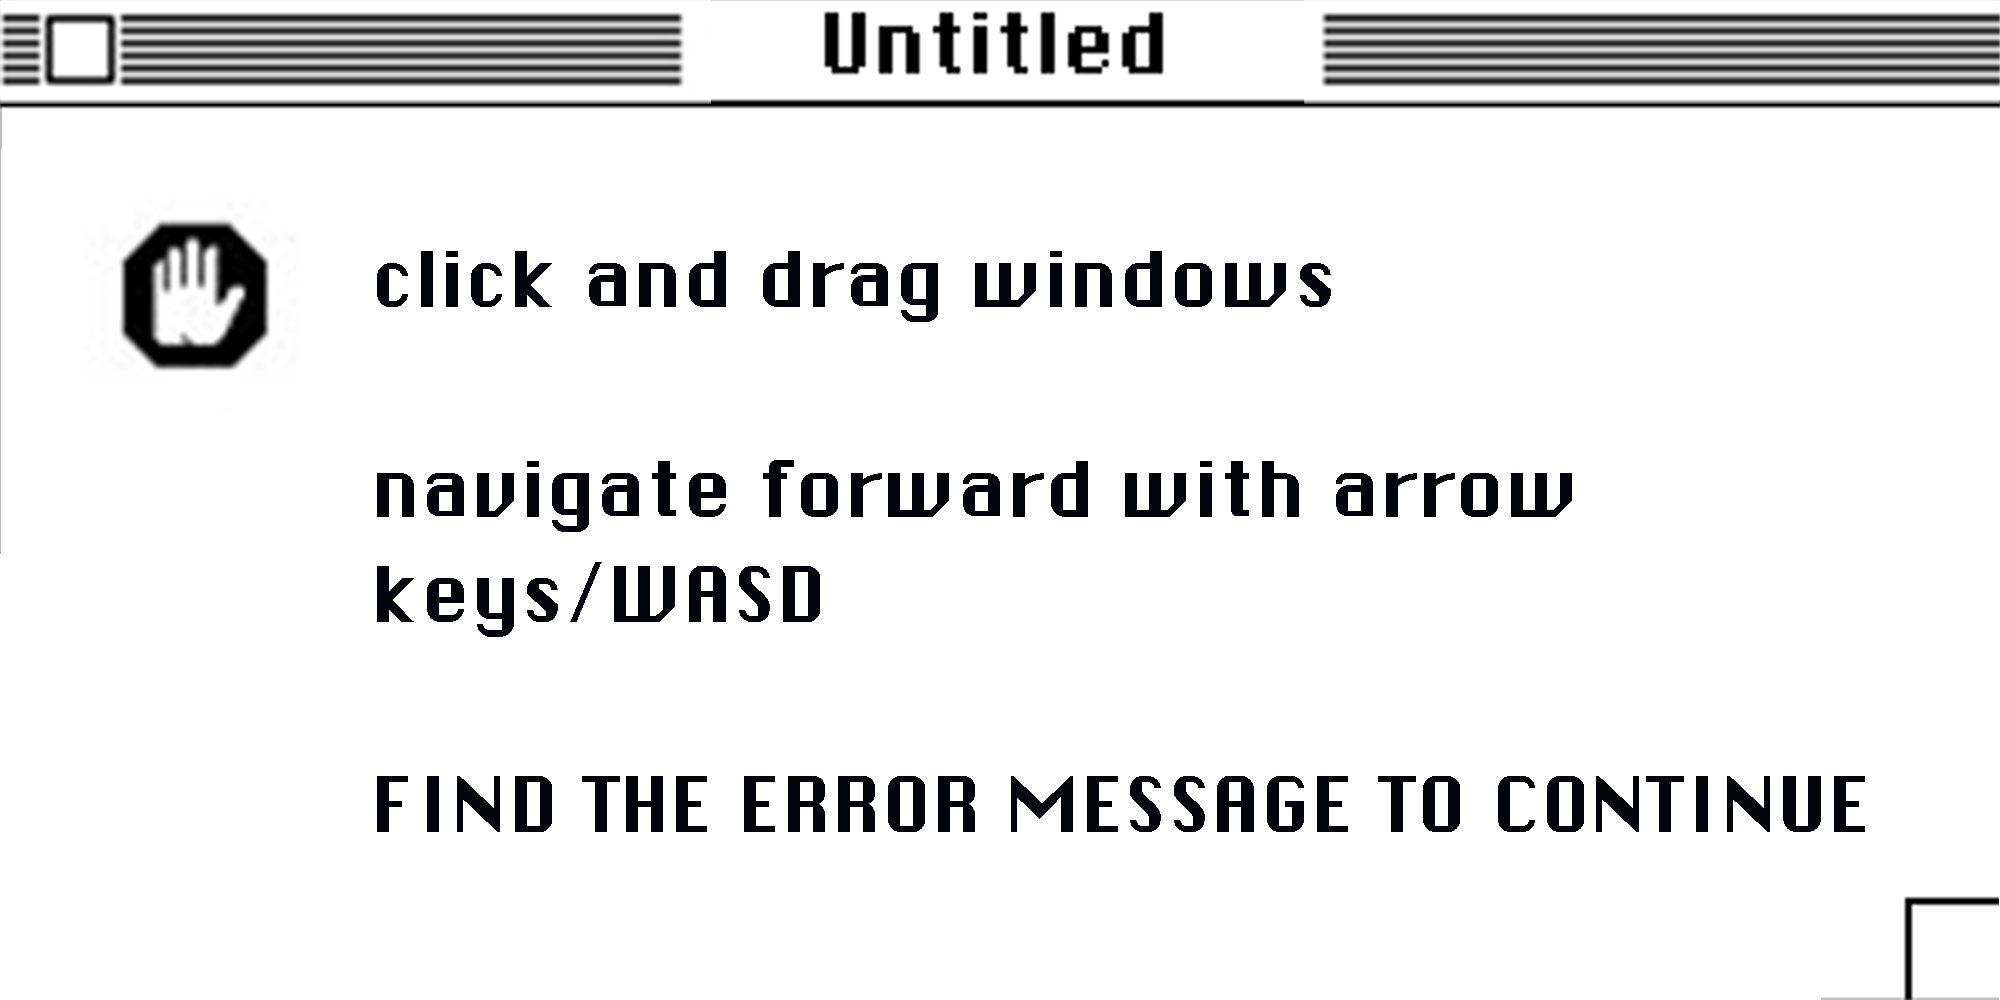 Untitled
click and drag windows
navigate forward with arrow
keys/WASD
FIND THE ERROR MESSAGE TO CONTINUE